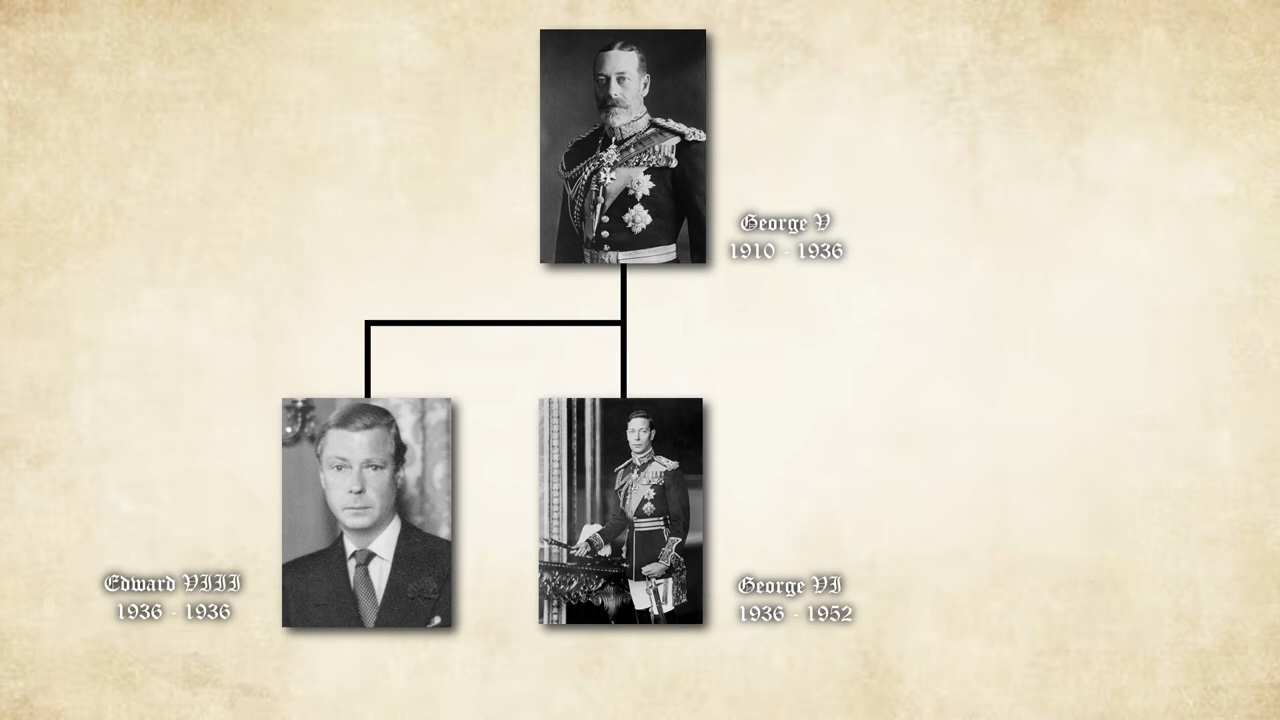 George V
1910 - 1936
Edward VIII
1936 - 1936
George VI
1936 - 1952